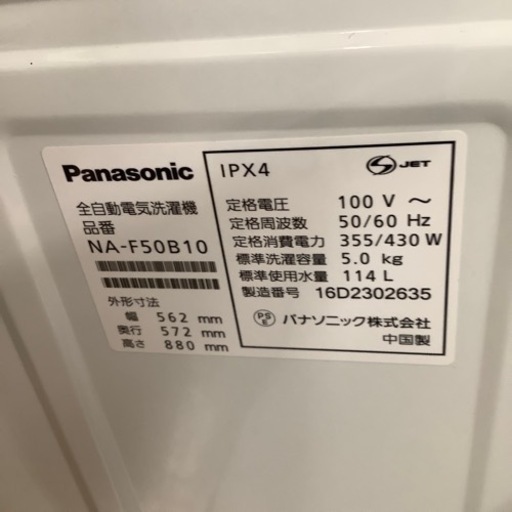 Panasonic
全自動電気洗濯機
品番
NA-F50B10
外形寸法
幅 562 mm
奥行 572 mm
高さ 880 mm
IPX4
S JET
定格電圧 100 V ～
定格周波数 50/60 Hz
定格消費電力 355/430 W
標準洗濯容量 5.0 kg
標準使用水量 114 L
製造番号 16D2302635
PS E パナソニック株式会社
中国製